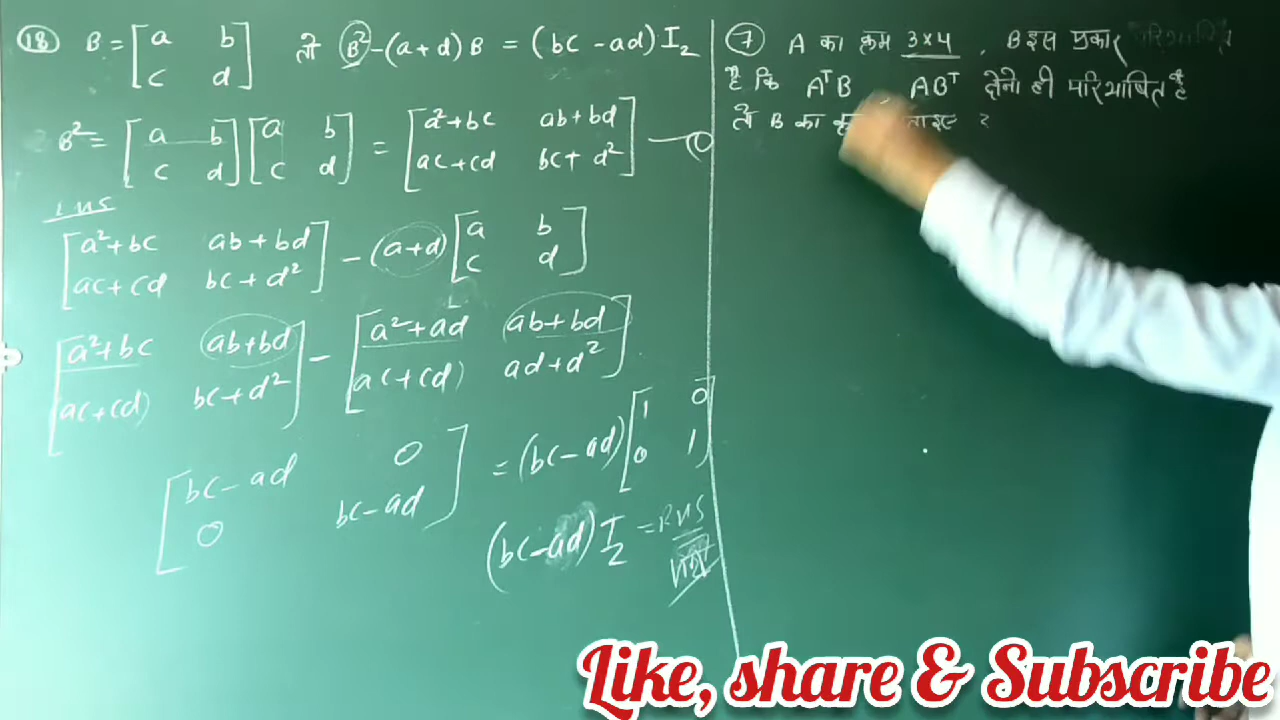 (18) B = [a b; c d] तो B² - (a+d) B = (bc - ad) I₂
B² = [a b; c d] [a b; c d] = [a²+bc ab+bd; ac+cd bc+d²] —(1)
LHS
[a²+bc ab+bd; ac+cd bc+d²] - (a+d) [a b; c d]
[a²+bc ab+bd; ac+cd bc+d²] - [a²+ad ab+bd; ac+cd ad+d²]
[bc-ad 0; 0 bc-ad] = (bc-ad) [1 0; 0 1]
(bc-ad) I₂ = RHS
(7) A का क्रम 3×4 , B इस प्रकार परिभाषित
है कि AᵀB , ABᵀ दोनो ही परिभाषित है
तो B का
Like, share & Subscribe